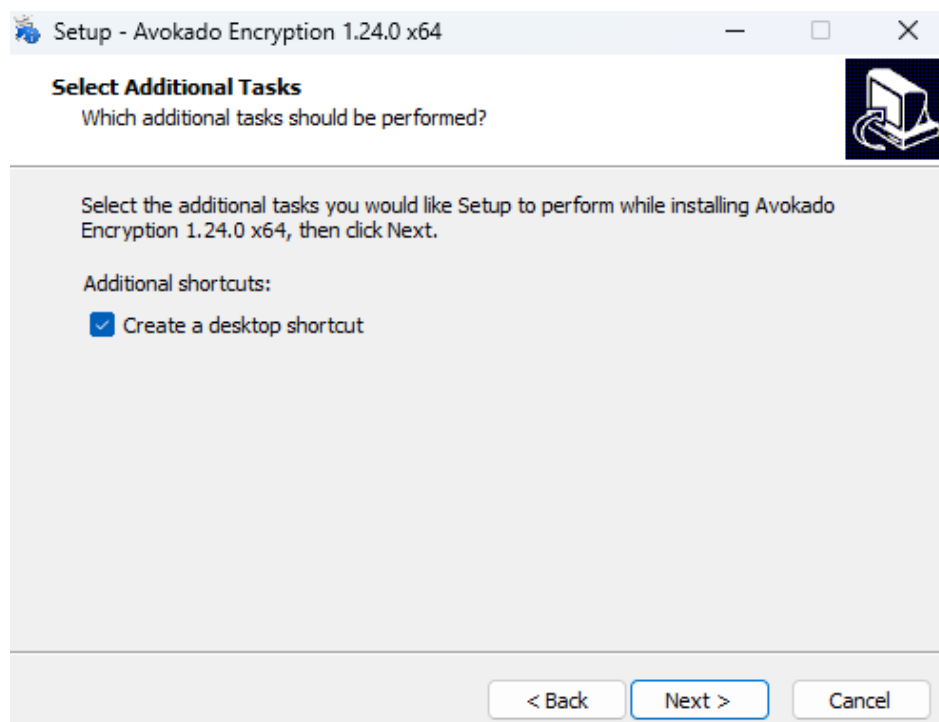 Setup - Avokado Encryption 1.24.0 x64
Select Additional Tasks
Which additional tasks should be performed?
Select the additional tasks you would like Setup to perform while installing Avokado
Encryption 1.24.0 x64, then click Next.
Additional shortcuts:
Create a desktop shortcut
< Back Next > Cancel